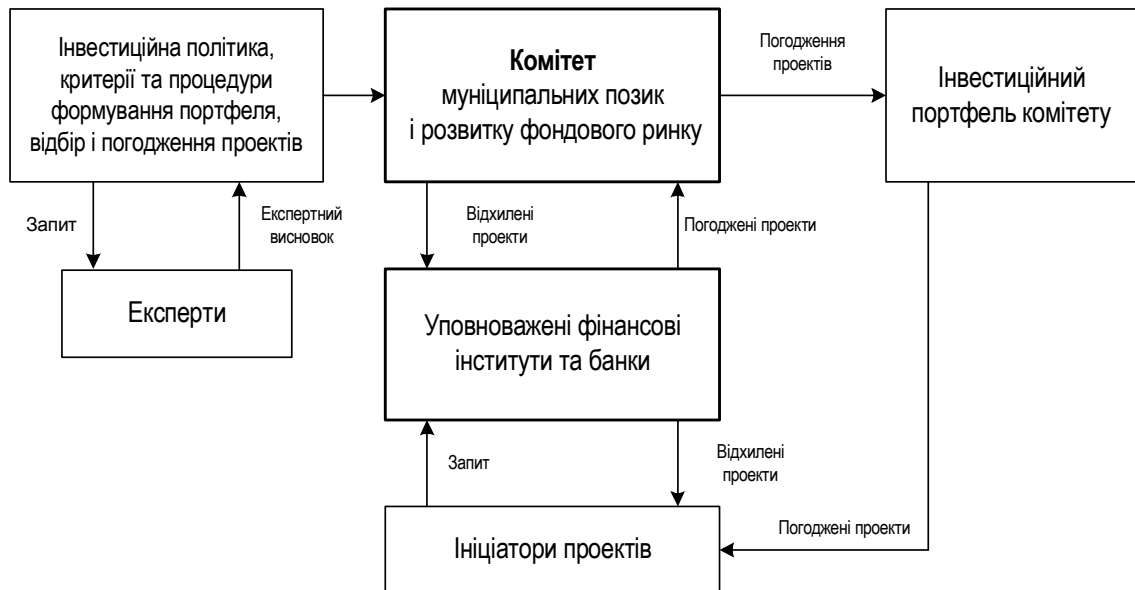 Інвестиційна політика,
критерії та процедури
формування портфеля,
відбір і погодження проектів
Комітет
муніципальних позик
і розвитку фондового ринку
Погодження
проектів
Інвестиційний
портфель комітету
Запит
Експертний
висновок
Відхилені
проекти
Погоджені проекти
Експерти
Уповноважені фінансові
інститути та банки
Запит
Відхилені
проекти
Погоджені проекти
Ініціатори проектів